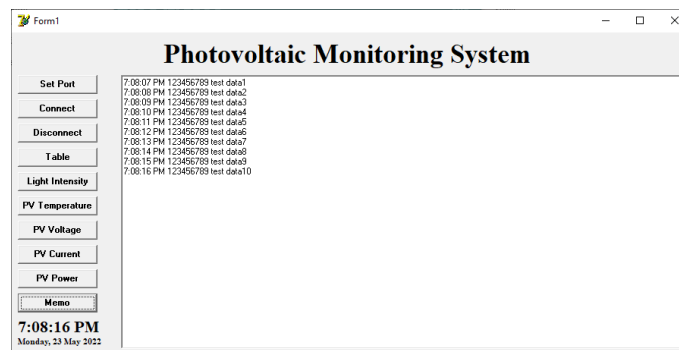 Form1
Photovoltaic Monitoring System
Set Port
Connect
Disconnect
Table
Light Intensity
PV Temperature
PV Voltage
PV Current
PV Power
Memo
7:08:16 PM
Monday, 23 May 2022
7:08:07 PM 123456789 test data1
7:08:08 PM 123456789 test data2
7:08:09 PM 123456789 test data3
7:08:10 PM 123456789 test data4
7:08:11 PM 123456789 test data5
7:08:12 PM 123456789 test data6
7:08:13 PM 123456789 test data7
7:08:14 PM 123456789 test data8
7:08:15 PM 123456789 test data9
7:08:16 PM 123456789 test data10